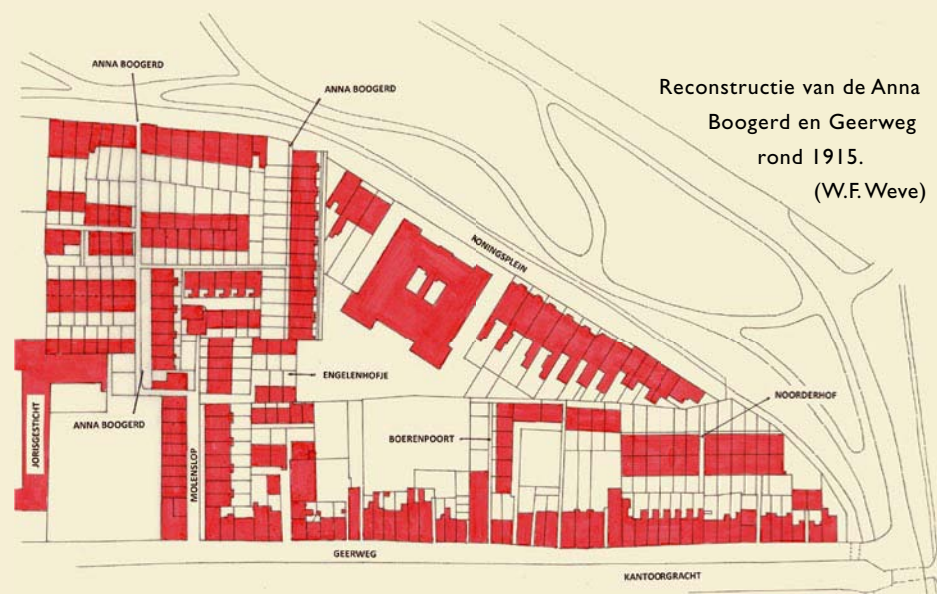 ANNA BOOGERD
ANNA BOOGERD
Reconstructie van de Anna
Boogerd en Geerweg
rond 1915.
(W.F. Weve)
KONINGSPLEIN
ENGELENHOFJE
NOORDERHOF
JORISGESTICHT
ANNA BOOGERD
MOLENSLOP
BOERENPOORT
GEERWEG
KANTOORGRACHT